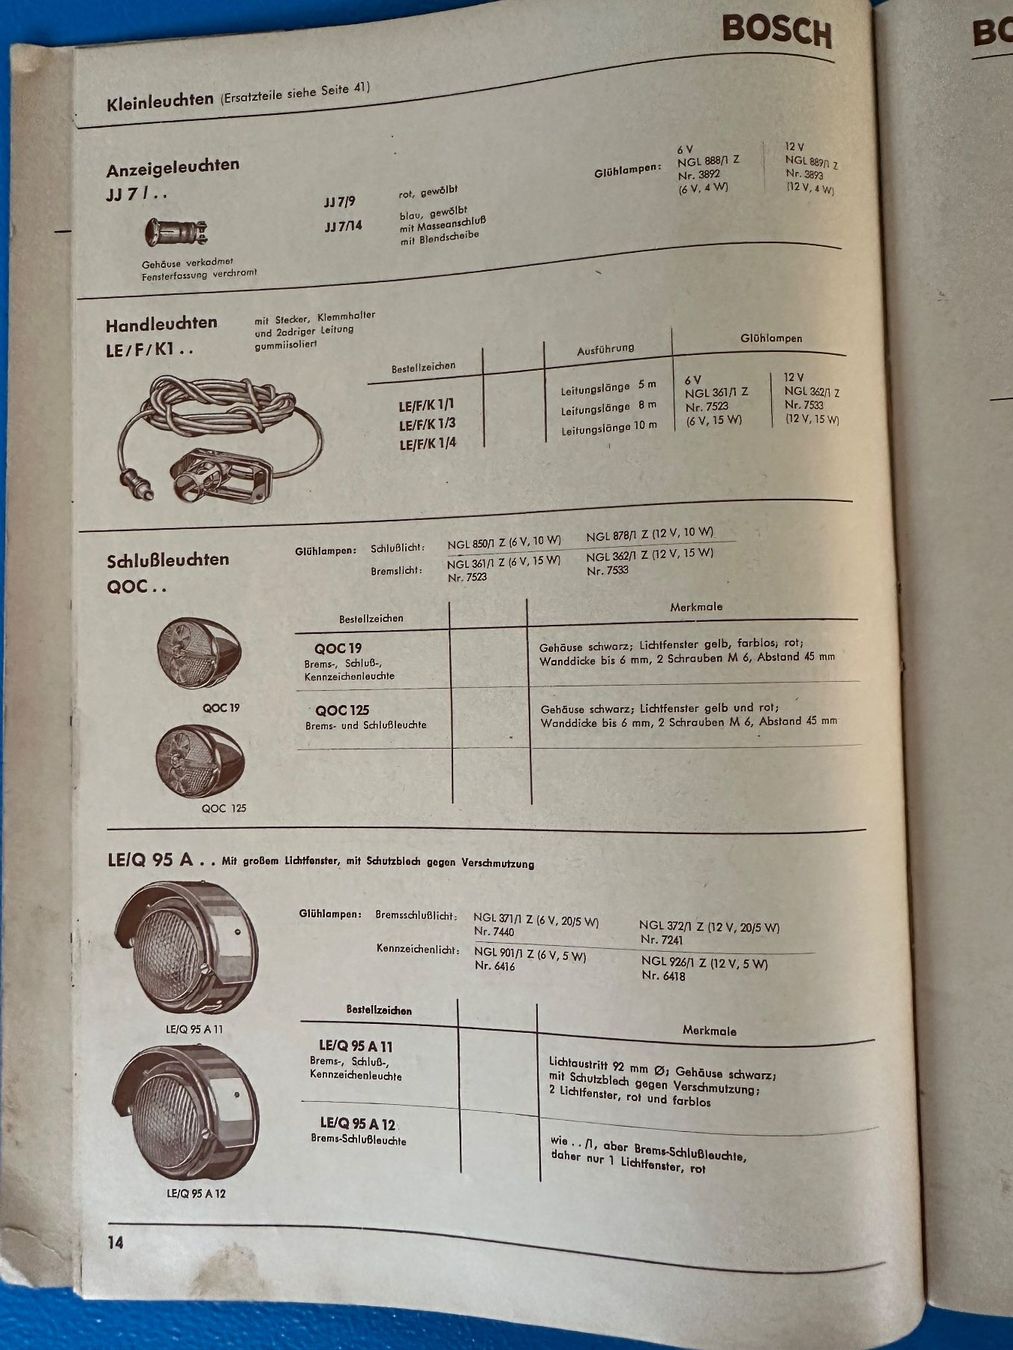 BOSCH
BO
Kleinleuchten (Ersatzteile siehe Seite 41)
Anzeigeleuchten
JJ 7 / . .
Gehäuse verkadmet
Fensterfassung verchromt
JJ 7/9 rot, gewölbt
JJ 7/14 blau, gewölbt
mit Masseanschluß
mit Blendscheibe
Glühlampen: 6 V 12 V
NGL 888/1 Z NGL 889/1 Z
Nr. 3892 Nr. 3893
(6 V, 4 W) (12 V, 4 W)
Handleuchten
LE/F/K1 . .
mit Stecker, Klemmhalter
und 2adriger Leitung
gummiisoliert
Bestellzeichen Ausführung Glühlampen
LE/F/K 1/1 Leitungslänge 5 m
LE/F/K 1/3 Leitungslänge 8 m
LE/F/K 1/4 Leitungslänge 10 m
6 V 12 V
NGL 361/1 Z NGL 362/1 Z
Nr. 7523 Nr. 7533
(6 V, 15 W) (12 V, 15 W)
Schlußleuchten
QOC . .
Glühlampen: Schlußlicht: NGL 850/1 Z (6 V, 10 W) NGL 878/1 Z (12 V, 10 W)
Bremslicht: NGL 361/1 Z (6 V, 15 W) NGL 362/1 Z (12 V, 15 W)
Nr. 7523 Nr. 7533
Bestellzeichen Merkmale
QOC 19
Brems-, Schluß-,
Kennzeichenleuchte
Gehäuse schwarz; Lichtfenster gelb, farblos, rot;
Wanddicke bis 6 mm, 2 Schrauben M 6, Abstand 45 mm
QOC 19
QOC 125
Brems- und Schlußleuchte
Gehäuse schwarz; Lichtfenster gelb und rot;
Wanddicke bis 6 mm, 2 Schrauben M 6, Abstand 45 mm
QOC 125
LE/Q 95 A . . Mit großem Lichtfenster, mit Schutzblech gegen Verschmutzung
Glühlampen: Bremsschlußlicht: NGL 371/1 Z (6 V, 20/5 W) NGL 372/1 Z (12 V, 20/5 W)
Nr. 7440 Nr. 7241
Kennzeichenlicht: NGL 901/1 Z (6 V, 5 W) NGL 926/1 Z (12 V, 5 W)
Nr. 6416 Nr. 6418
LE/Q 95 A 11
Bestellzeichen Merkmale
LE/Q 95 A 11
Brems-, Schluß-,
Kennzeichenleuchte
Lichtaustritt 92 mm Ø; Gehäuse schwarz;
mit Schutzblech gegen Verschmutzung;
2 Lichtfenster, rot und farblos
LE/Q 95 A 12
Brems-Schlußleuchte
wie . . /1, aber Brems-Schlußleuchte,
daher nur 1 Lichtfenster, rot
LE/Q 95 A 12
14